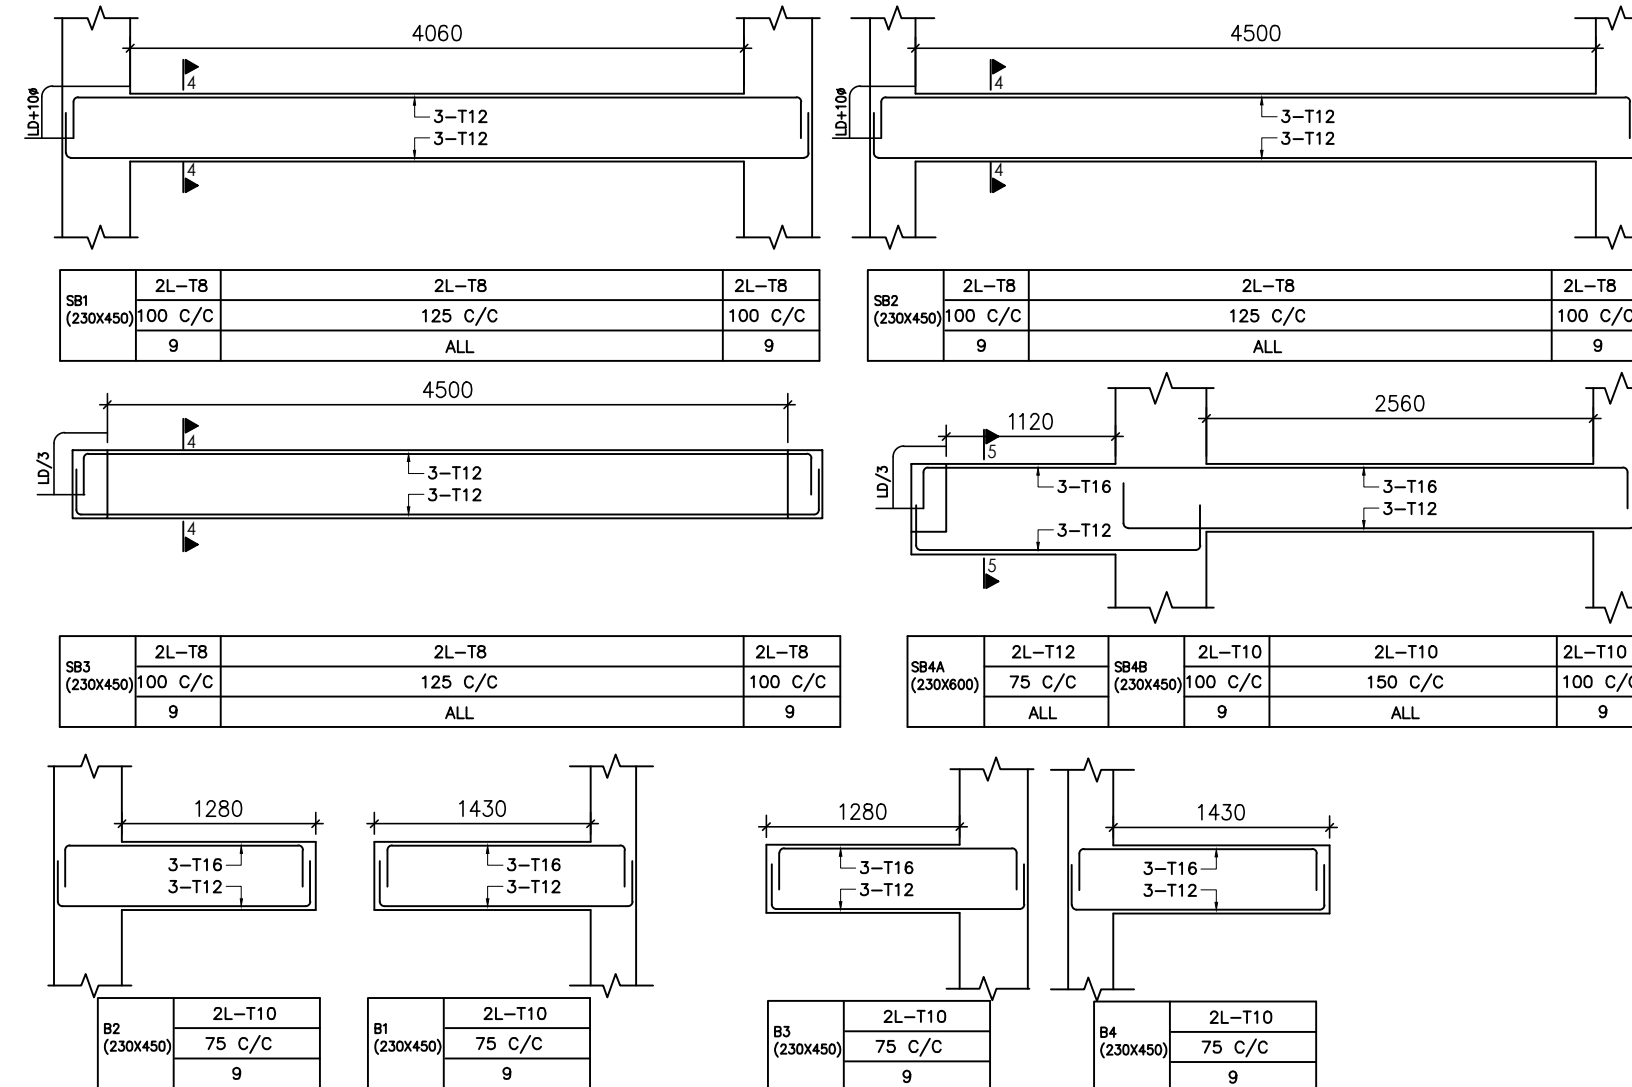 4060
4
LD+10ø
3-T12
3-T12
4
4500
4
LD+10ø
3-T12
3-T12
4
SB1
(230X450)
2L-T8 2L-T8 2L-T8
100 C/C 125 C/C 100 C/C
9 ALL 9
SB2
(230X450)
2L-T8 2L-T8 2L-T8
100 C/C 125 C/C 100 C/C
9 ALL 9
4500
4
LD/3
3-T12
3-T12
4
1120
2560
5
LD/3
3-T16
3-T12
3-T16
3-T12
5
SB3
(230X450)
2L-T8 2L-T8 2L-T8
100 C/C 125 C/C 100 C/C
9 ALL 9
SB4A
(230X600)
2L-T12
75 C/C
ALL
SB4B
(230X450)
2L-T10 2L-T10 2L-T10
100 C/C 150 C/C 100 C/C
9 ALL 9
1280
3-T16
3-T12
1430
3-T16
3-T12
1280
3-T16
3-T12
1430
3-T16
3-T12
B2
(230X450)
2L-T10
75 C/C
9
B1
(230X450)
2L-T10
75 C/C
9
B3
(230X450)
2L-T10
75 C/C
9
B4
(230X450)
2L-T10
75 C/C
9